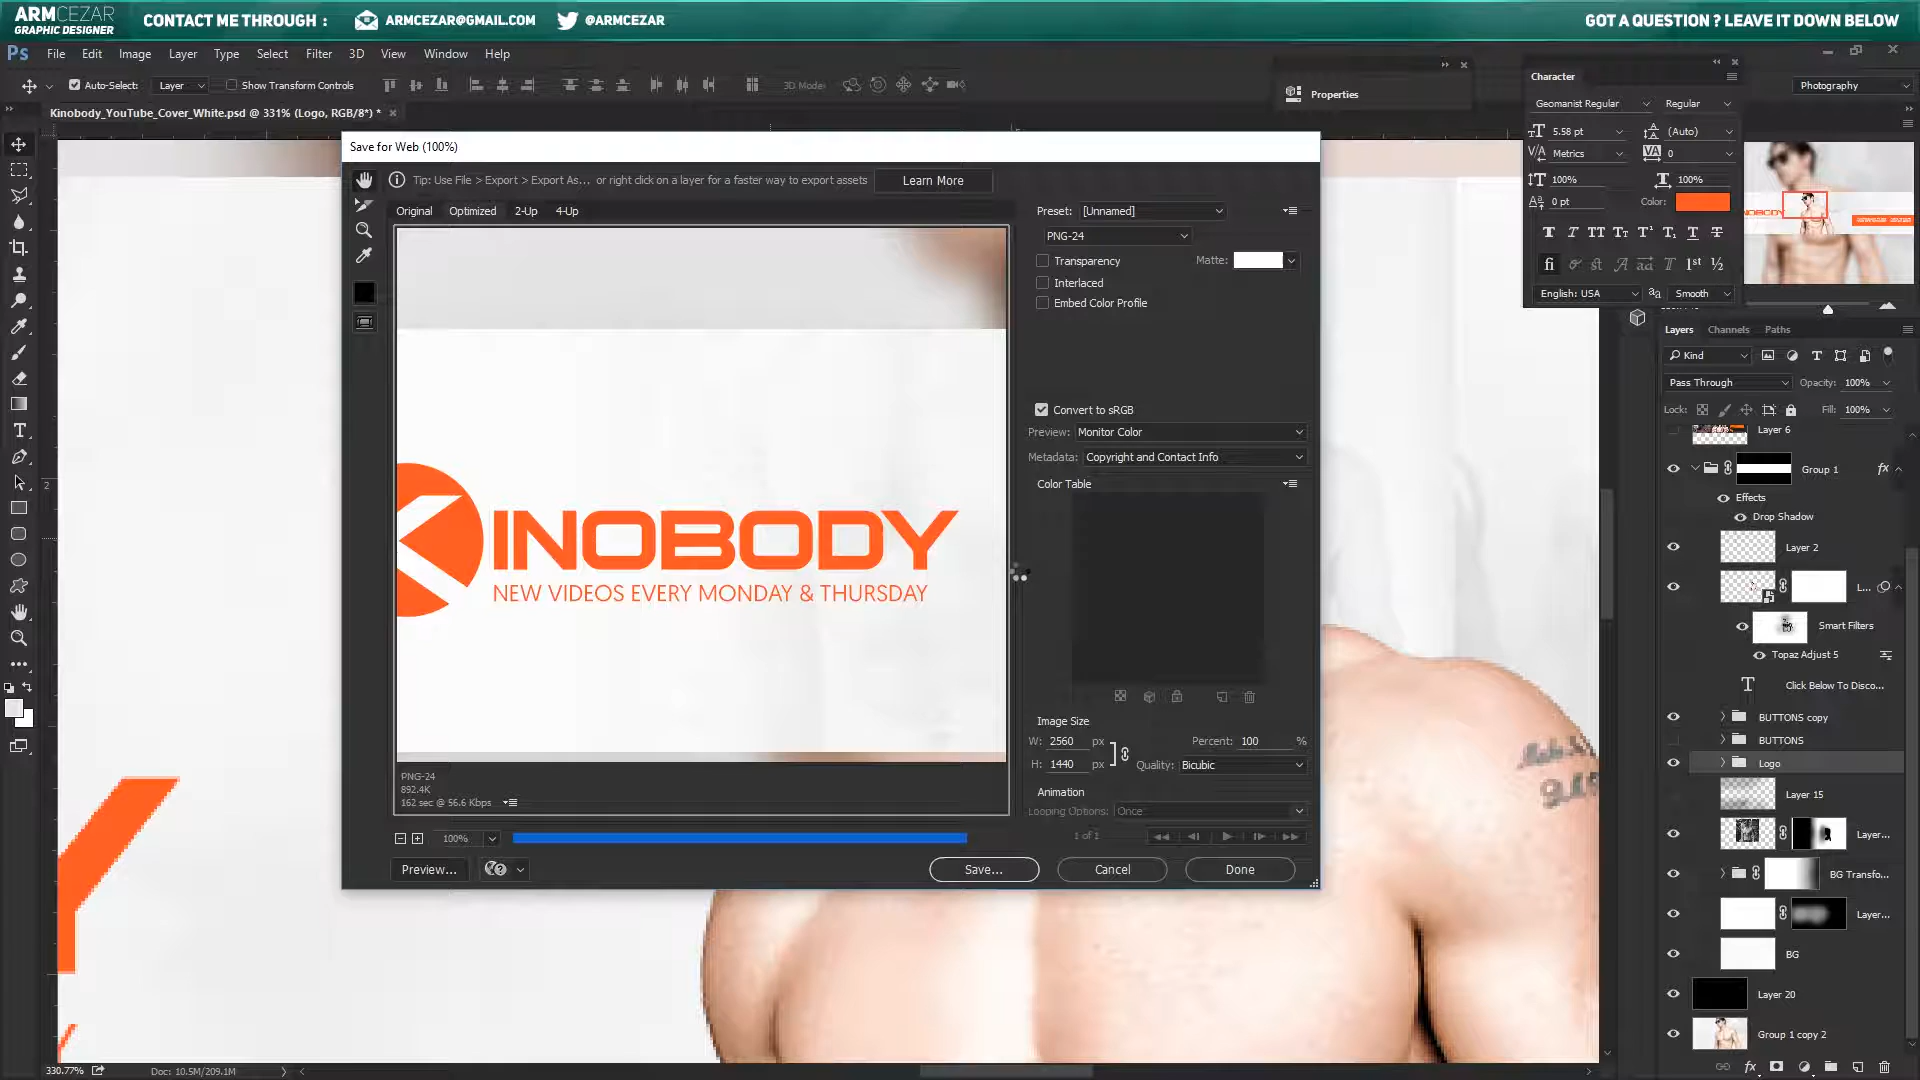 ARMCEZAR
GRAPHIC DESIGNER
CONTACT ME THROUGH :
ARMCEZAR@GMAIL.COM
@ARMCEZAR
GOT A QUESTION ? LEAVE IT DOWN BELOW
Ps File Edit Image Layer Type Select Filter 3D View Window Help
Auto-Select: Layer Show Transform Controls 3D Mode:
Kinobody_YouTube_Cover_White.psd @ 331% (Logo, RGB/8*) *
Properties
Character
Photography
Geomanist Regular Regular
5.58 pt (Auto)
Metrics 0
100% 100%
0 pt Color:
English: USA Smooth
Save for Web (100%)
Tip: Use File > Export > Export As... or right click on a layer for a faster way to export assets
Learn More
Original Optimized 2-Up 4-Up
Preset: [Unnamed]
PNG-24
Transparency Matte:
Interlaced
Embed Color Profile
Convert to sRGB
Preview: Monitor Color
Metadata: Copyright and Contact Info
Color Table
KINOBODY
NEW VIDEOS EVERY MONDAY & THURSDAY
Image Size
W: 2560 px Percent: 100 %
H: 1440 px Quality: Bicubic
Animation
Looping Options: Once
1 of 1
PNG-24
892.4K
162 sec @ 56.6 Kbps
100%
Preview... Save... Cancel Done
Layers Channels Paths
Kind
Pass Through Opacity: 100%
Lock: Fill: 100%
Layer 6
Group 1 fx
Effects
Drop Shadow
Layer 2
L...
Smart Filters
Topaz Adjust 5
Click Below To Disco...
BUTTONS copy
BUTTONS
Logo
Layer 15
Layer...
BG Transfo...
Layer...
BG
Layer 20
Group 1 copy 2
330.77% Doc: 10.5M/209.1M